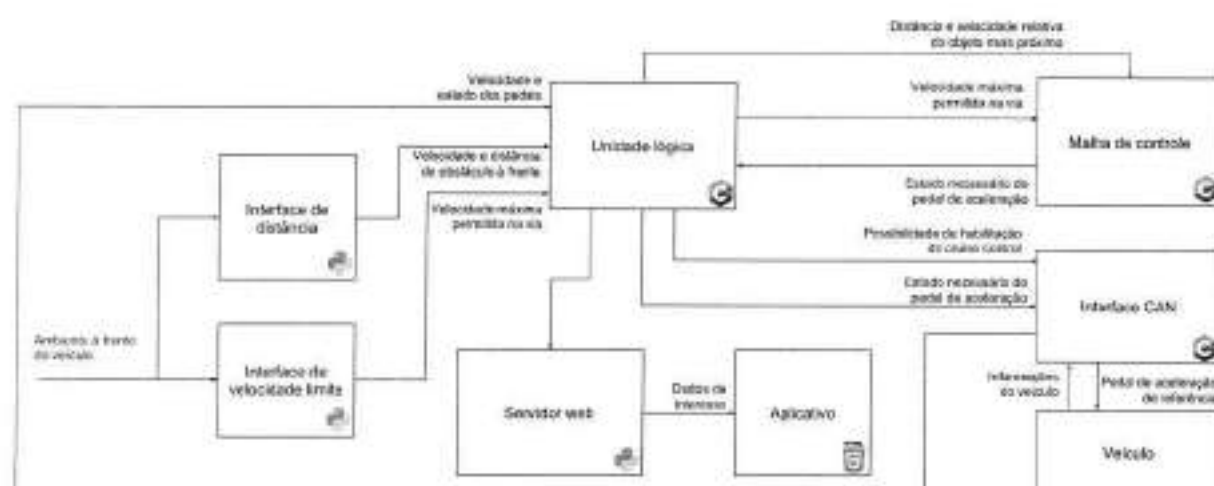 Distância e velocidade relativa
do objeto mais próximo
Velocidade e
estado dos pedais
Velocidade máxima
permitida na via
Unidade lógica
Malha de controle
Velocidade e distância
de obstáculo à frente
Interface de
distância
Velocidade máxima
permitida na via
Estado necessário do
pedal de aceleração
Possibilidade de habilitação
do cruise control
Estado necessário do
pedal de aceleração
Interface CAN
Ambiente à frente
do veículo
Interface de
velocidade limite
Servidor web
Dados de
interesse
Aplicativo
Informações
do veículo
Pedal de aceleração
de referência
Veículo